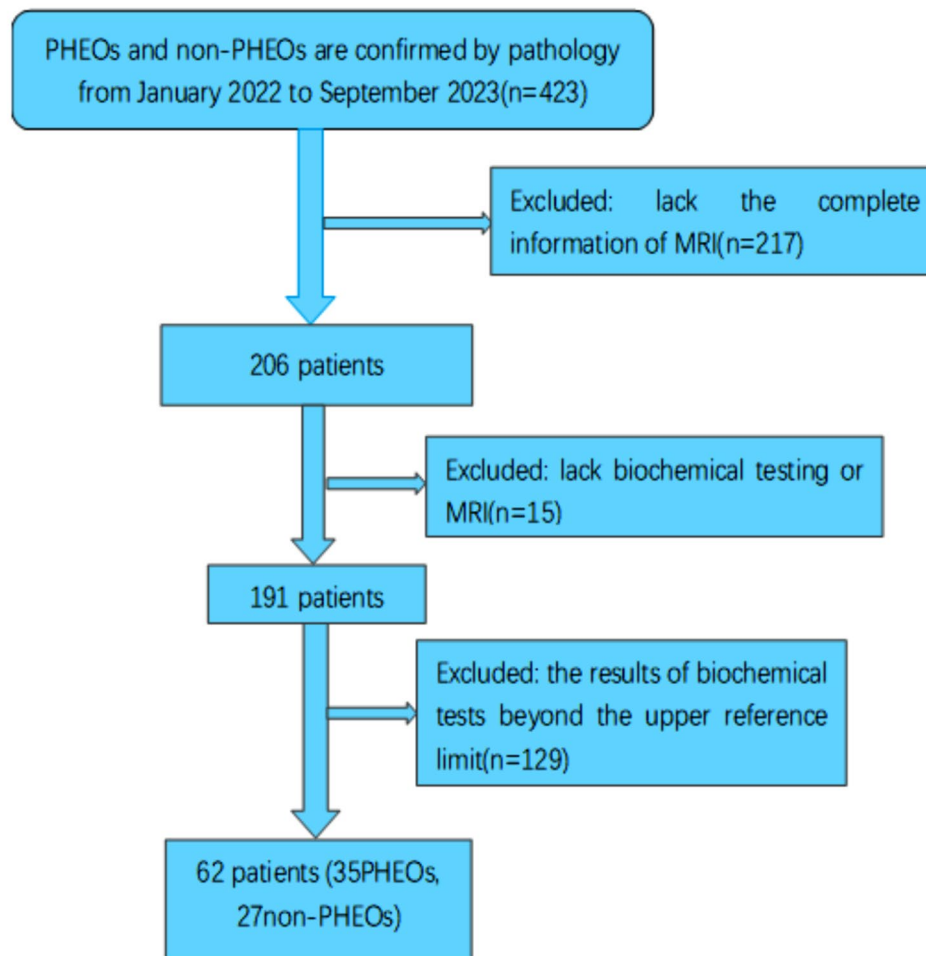 PHEOs and non-PHEOs are confirmed by pathology
from January 2022 to September 2023(n=423)
Excluded: lack the complete
information of MRI(n=217)
206 patients
Excluded: lack biochemical testing or
MRI(n=15)
191 patients
Excluded: the results of biochemical
tests beyond the upper reference
limit(n=129)
62 patients (35PHEOs,
27non-PHEOs)